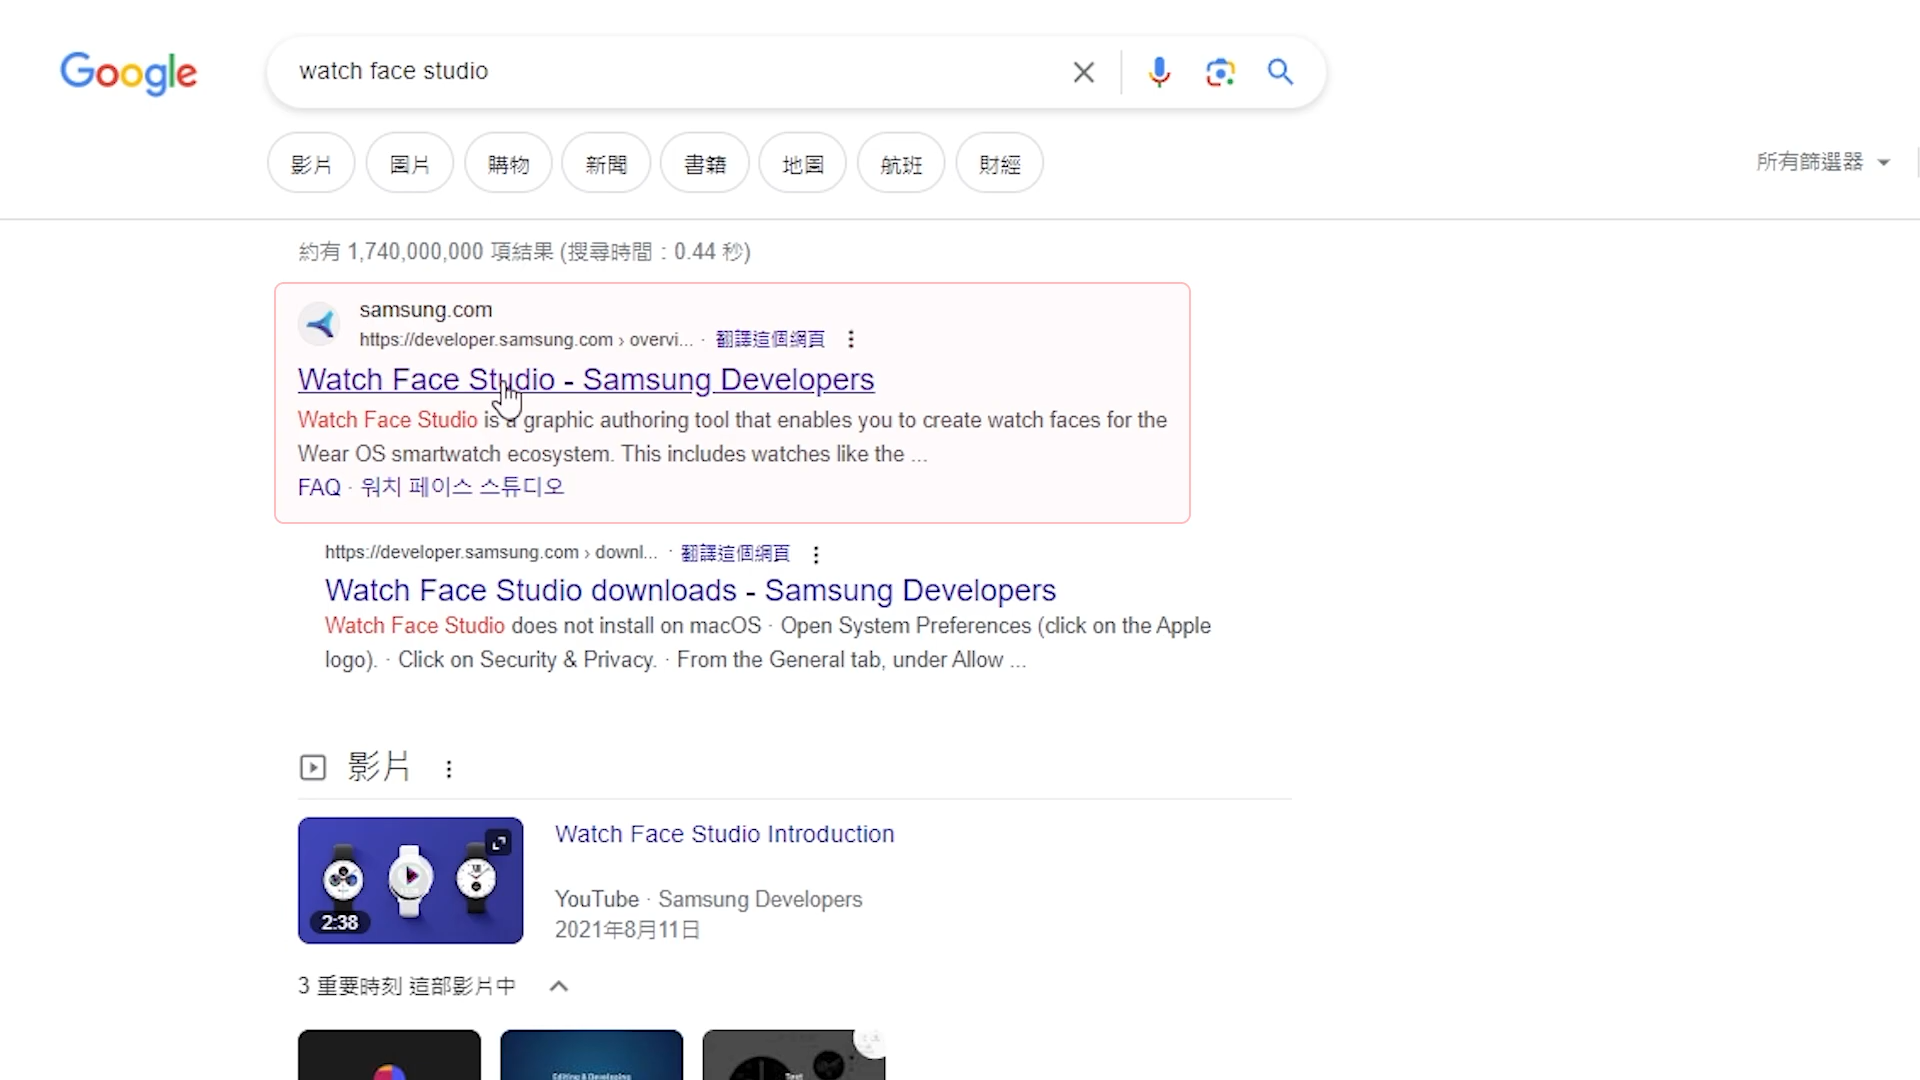 Google
watch face studio
影片 圖片 購物 新聞 書籍 地圖 航班 財經
所有篩選器
約有 1,740,000,000 項結果 (搜尋時間：0.44 秒)
samsung.com
https://developer.samsung.com › overvi... · 翻譯這個網頁
Watch Face Studio - Samsung Developers
Watch Face Studio is a graphic authoring tool that enables you to create watch faces for the
Wear OS smartwatch ecosystem. This includes watches like the ...
FAQ · 워치 페이스 스튜디오
https://developer.samsung.com › downl... · 翻譯這個網頁
Watch Face Studio downloads - Samsung Developers
Watch Face Studio does not install on macOS · Open System Preferences (click on the Apple
logo). · Click on Security & Privacy. · From the General tab, under Allow ...
影片
Watch Face Studio Introduction
2:38
YouTube · Samsung Developers
2021年8月11日
3 重要時刻 這部影片中
Editing & Developing
Text